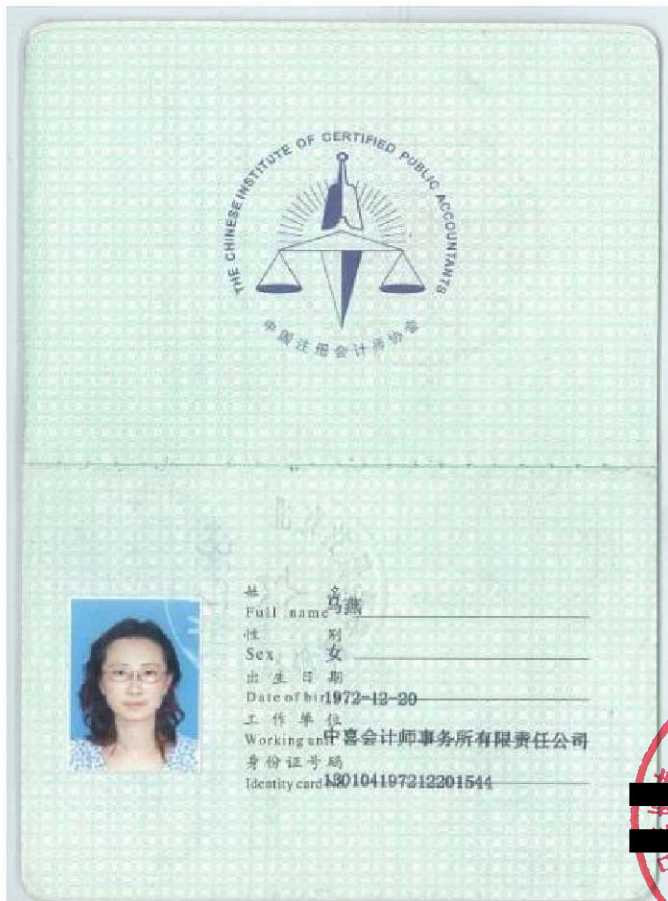 THE CHINESE INSTITUTE OF CERTIFIED PUBLIC ACCOUNTANTS
中国注册会计师协会
姓 名
Full name 马燕
性 别
Sex 女
出生日期
Date of birth 1972-12-20
工作单位
Working unit 中喜会计师事务所有限责任公司
身份证号码
Identity card 130104197212201544